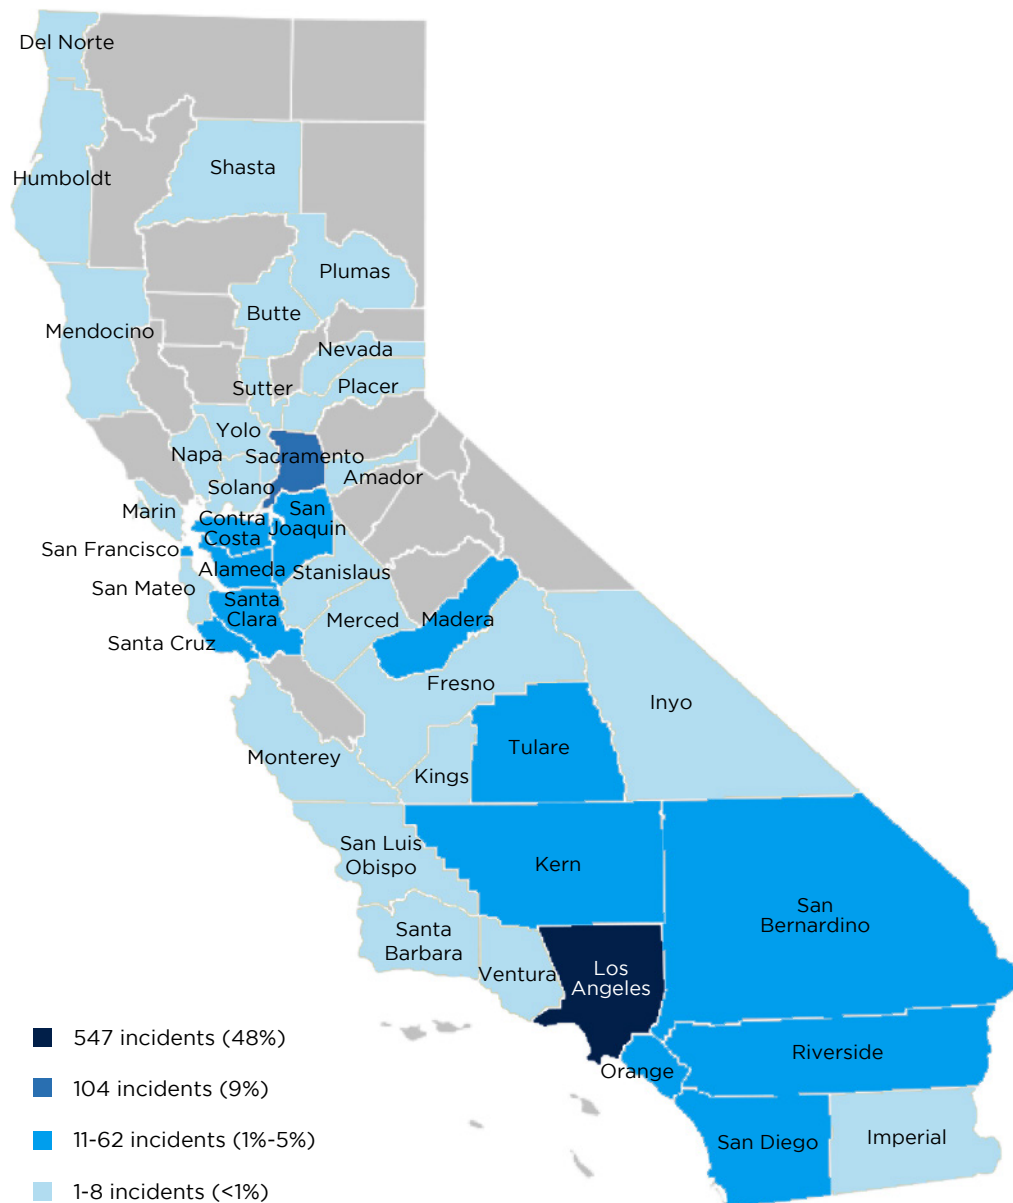 Del Norte
Humboldt
Shasta
Plumas
Mendocino
Butte
Nevada
Sutter
Placer
Yolo
Napa
Sacramento
Solano
Amador
Marin
San
Joaquin
Contra
Costa
San Francisco
Alameda
Stanislaus
San Mateo
Santa
Clara
Merced
Madera
Santa Cruz
Fresno
Inyo
Monterey
Kings
Tulare
San Luis
Obispo
Kern
San
Bernardino
Santa
Barbara
Ventura
Los
Angeles
Orange
Riverside
San Diego
Imperial
547 incidents (48%)
104 incidents (9%)
11-62 incidents (1%-5%)
1-8 incidents (<1%)